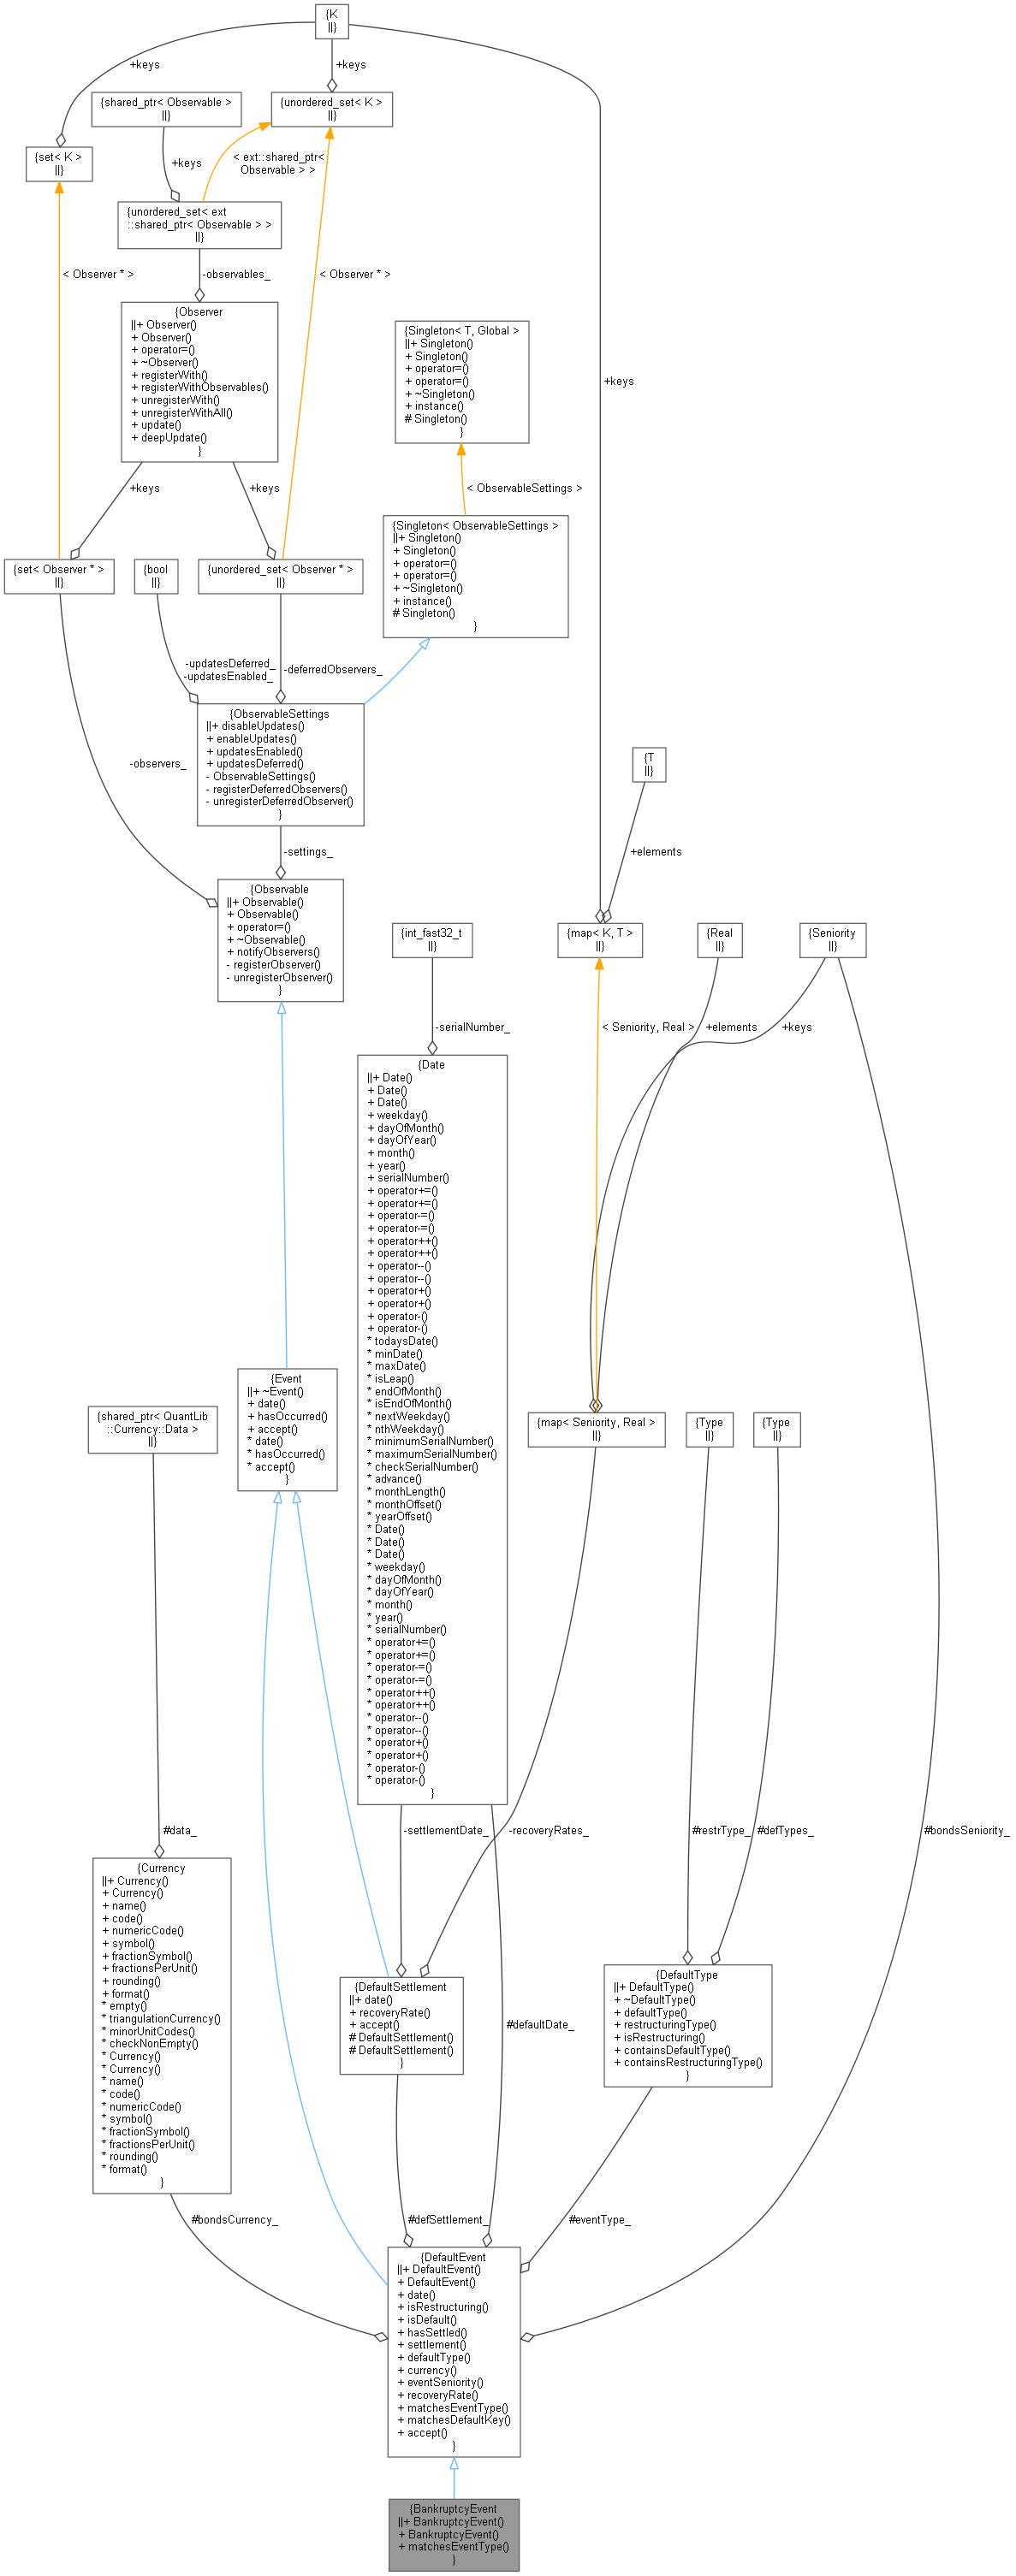 {K
||}
+keys
+keys
{shared_ptr< Observable >
||}
{unordered_set< K >
||}
{set< K >
||}
+keys
< ext::shared_ptr<
Observable > >
{unordered_set< ext
::shared_ptr< Observable > >
||}
< Observer * >
-observables_
< Observer * >
{Observer
||+ Observer()
+ Observer()
+ operator=()
+ ~Observer()
+ registerWith()
+ registerWithObservables()
+ unregisterWith()
+ unregisterWithAll()
+ update()
+ deepUpdate()
}
{Singleton< T, Global >
||+ Singleton()
+ Singleton()
+ operator=()
+ operator=()
+ ~Singleton()
+ instance()
# Singleton()
}
+keys
+keys
+keys
< ObservableSettings >
{Singleton< ObservableSettings >
||+ Singleton()
+ Singleton()
+ operator=()
+ operator=()
+ ~Singleton()
+ instance()
# Singleton()
}
{set< Observer * >
||}
{bool
||}
{unordered_set< Observer * >
||}
-updatesDeferred_
-updatesEnabled_
-deferredObservers_
{ObservableSettings
||+ disableUpdates()
+ enableUpdates()
+ updatesEnabled()
+ updatesDeferred()
- ObservableSettings()
- registerDeferredObservers()
- unregisterDeferredObserver()
}
-observers_
{T
||}
-settings_
+elements
{Observable
||+ Observable()
+ Observable()
+ operator=()
+ ~Observable()
+ notifyObservers()
- registerObserver()
- unregisterObserver()
}
{int_fast32_t
||}
{map< K, T >
||}
{Real
||}
{Seniority
||}
-serialNumber_
< Seniority, Real >
+elements
+keys
{Date
||+ Date()
+ Date()
+ Date()
+ weekday()
+ dayOfMonth()
+ dayOfYear()
+ month()
+ year()
+ serialNumber()
+ operator+=()
+ operator+=()
+ operator-=()
+ operator-=()
+ operator++()
+ operator++()
+ operator--()
+ operator--()
+ operator+()
+ operator+()
+ operator-()
+ operator-()
* todaysDate()
* minDate()
* maxDate()
* isLeap()
* endOfMonth()
* isEndOfMonth()
* nextWeekday()
* nthWeekday()
* minimumSerialNumber()
* maximumSerialNumber()
* checkSerialNumber()
* advance()
* monthLength()
* monthOffset()
* yearOffset()
* Date()
* Date()
* Date()
* weekday()
* dayOfMonth()
* dayOfYear()
* month()
* year()
* serialNumber()
* operator+=()
* operator+=()
* operator-=()
* operator-=()
* operator++()
* operator++()
* operator--()
* operator--()
* operator+()
* operator+()
* operator-()
* operator-()
}
{Event
||+ ~Event()
+ date()
+ hasOccurred()
+ accept()
* date()
* hasOccurred()
* accept()
}
{shared_ptr< QuantLib
::Currency::Data >
||}
{map< Seniority, Real >
||}
{Type
||}
{Type
||}
#data_
-settlementDate_
-recoveryRates_
#restrType_
#defTypes_
#bondsSeniority_
{Currency
||+ Currency()
+ Currency()
+ name()
+ code()
+ numericCode()
+ symbol()
+ fractionSymbol()
+ fractionsPerUnit()
+ rounding()
+ format()
* empty()
* triangulationCurrency()
* minorUnitCodes()
* checkNonEmpty()
* Currency()
* Currency()
* name()
* code()
* numericCode()
* symbol()
* fractionSymbol()
* fractionsPerUnit()
* rounding()
* format()
}
{DefaultSettlement
||+ date()
+ recoveryRate()
+ accept()
# DefaultSettlement()
# DefaultSettlement()
}
#defaultDate_
{DefaultType
||+ DefaultType()
+ ~DefaultType()
+ defaultType()
+ restructuringType()
+ isRestructuring()
+ containsDefaultType()
+ containsRestructuringType()
}
#bondsCurrency_
#defSettlement_
#eventType_
{DefaultEvent
||+ DefaultEvent()
+ DefaultEvent()
+ date()
+ isRestructuring()
+ isDefault()
+ hasSettled()
+ settlement()
+ defaultType()
+ currency()
+ eventSeniority()
+ recoveryRate()
+ matchesEventType()
+ matchesDefaultKey()
+ accept()
}
{BankruptcyEvent
||+ BankruptcyEvent()
+ BankruptcyEvent()
+ matchesEventType()
}